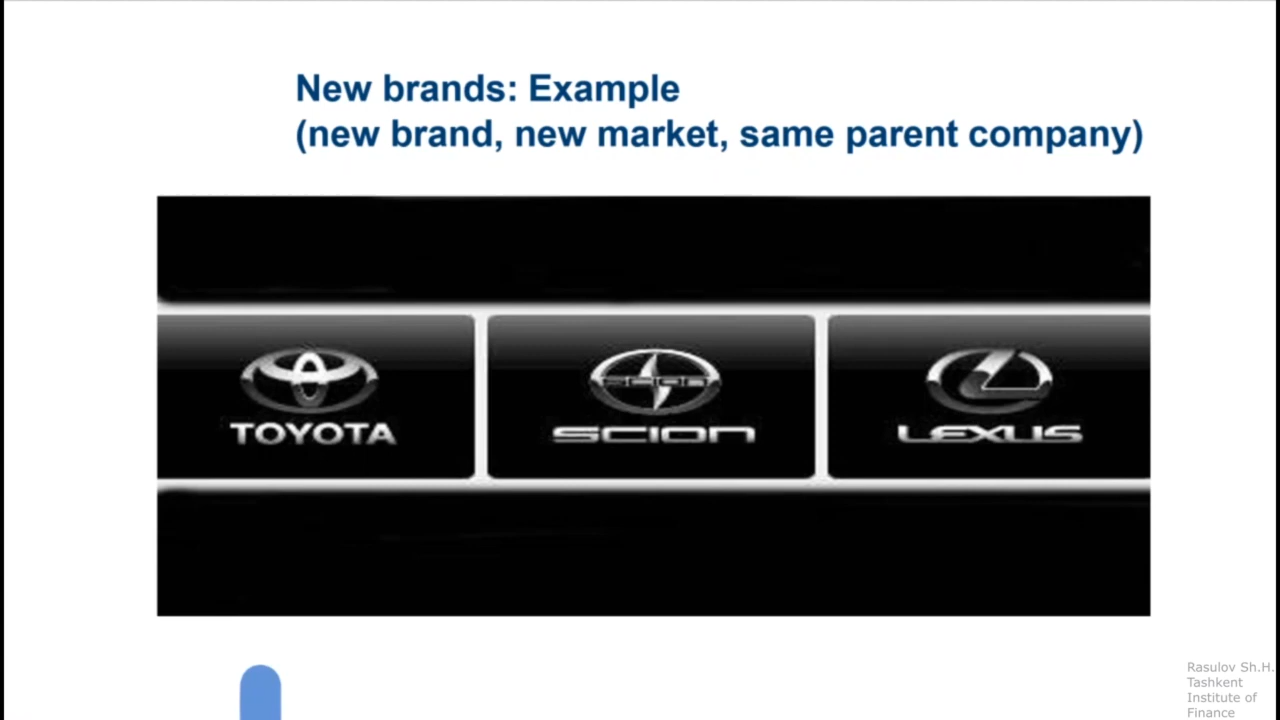 New brands: Example
(new brand, new market, same parent company)
TOYOTA
SCION
SCION
LEXUS
Rasulov Sh.H.
Tashkent
Institute of
Finance